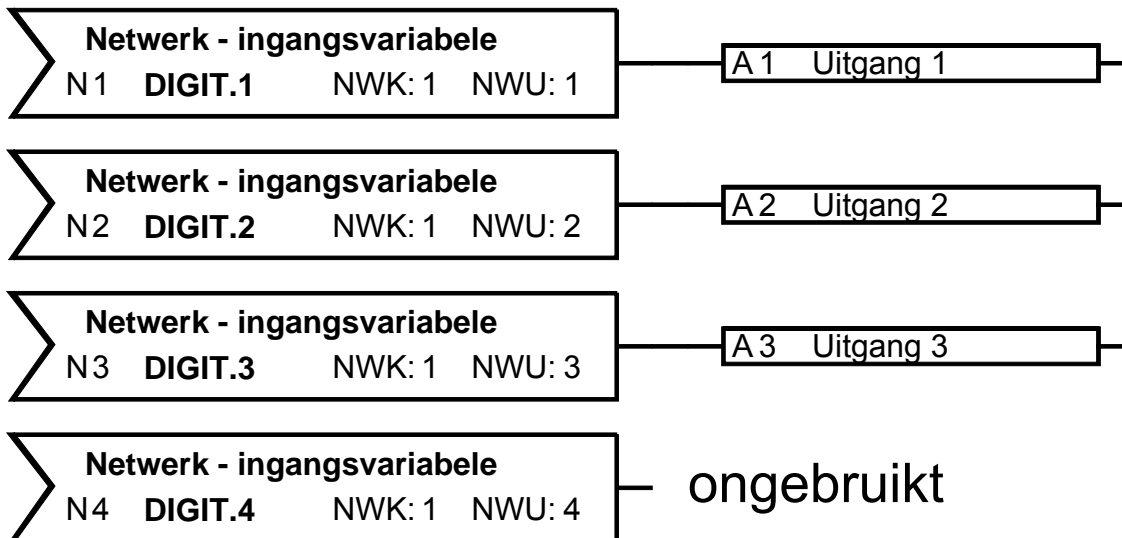 Netwerk - ingangsvariabele
N1 DIGIT.1 NWK: 1 NWU: 1 A1 Uitgang 1
Netwerk - ingangsvariabele
N2 DIGIT.2 NWK: 1 NWU: 2 A2 Uitgang 2
Netwerk - ingangsvariabele
N3 DIGIT.3 NWK: 1 NWU: 3 A3 Uitgang 3
Netwerk - ingangsvariabele
N4 DIGIT.4 NWK: 1 NWU: 4 ongebruikt